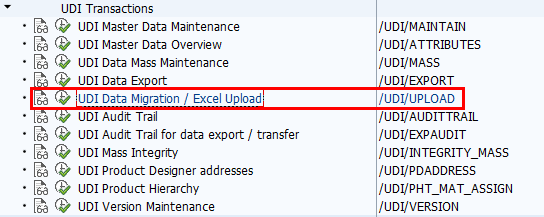 UDI Transactions
UDI Master Data Maintenance /UDI/MAINTAIN
UDI Master Data Overview /UDI/ATTRIBUTES
UDI Data Mass Maintenance /UDI/MASS
UDI Data Export /UDI/EXPORT
UDI Data Migration / Excel Upload /UDI/UPLOAD
UDI Audit Trail /UDI/AUDITTRAIL
UDI Audit Trail for data export / transfer /UDI/EXPAUDIT
UDI Mass Integrity /UDI/INTEGRITY_MASS
UDI Product Designer addresses /UDI/PDADDRESS
UDI Product Hierarchy /UDI/PHT_MAT_ASSIGN
UDI Version Maintenance /UDI/VERSION